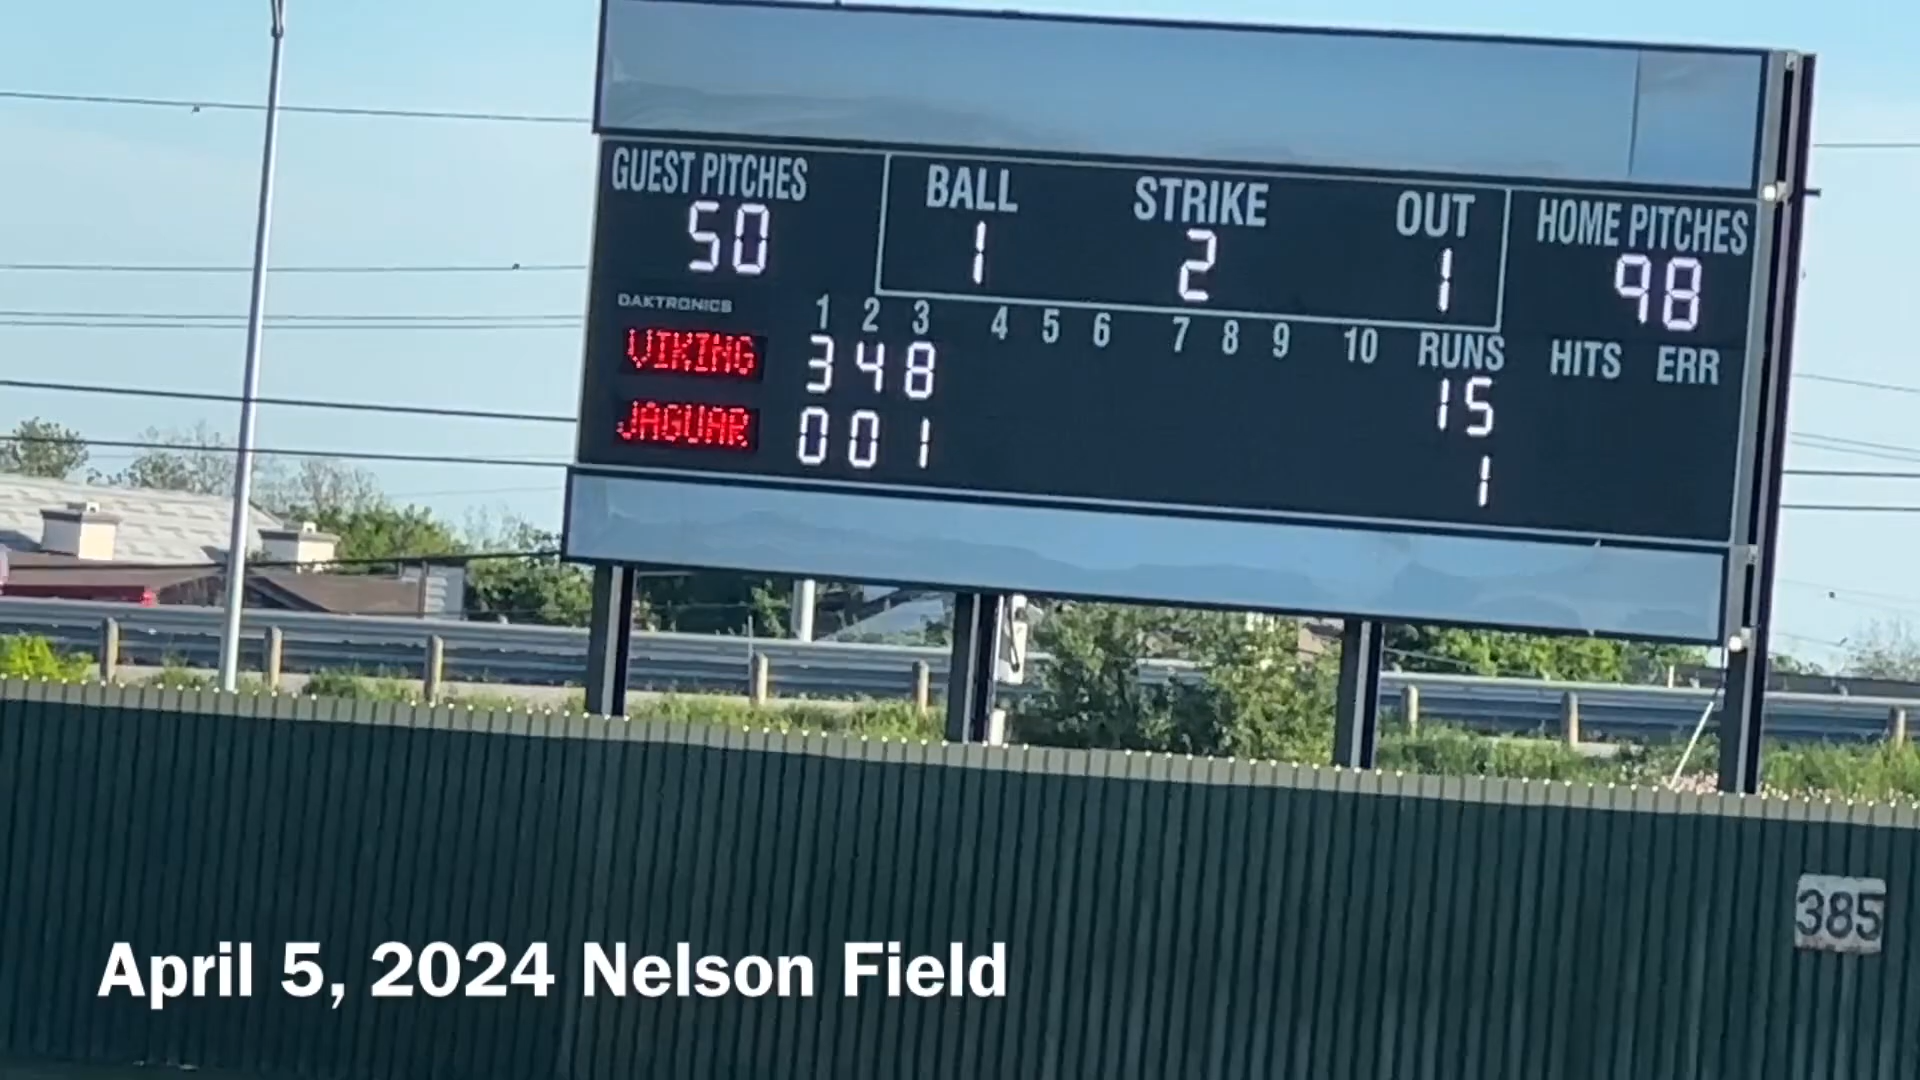 GUEST PITCHES BALL STRIKE OUT HOME PITCHES
50 1 2 1 98
DAKTRONICS 1 2 3 4 5 6 7 8 9 10 RUNS HITS ERR
VIKING 3 4 8 15
JAGUAR 0 0 1 1
385
April 5, 2024 Nelson Field